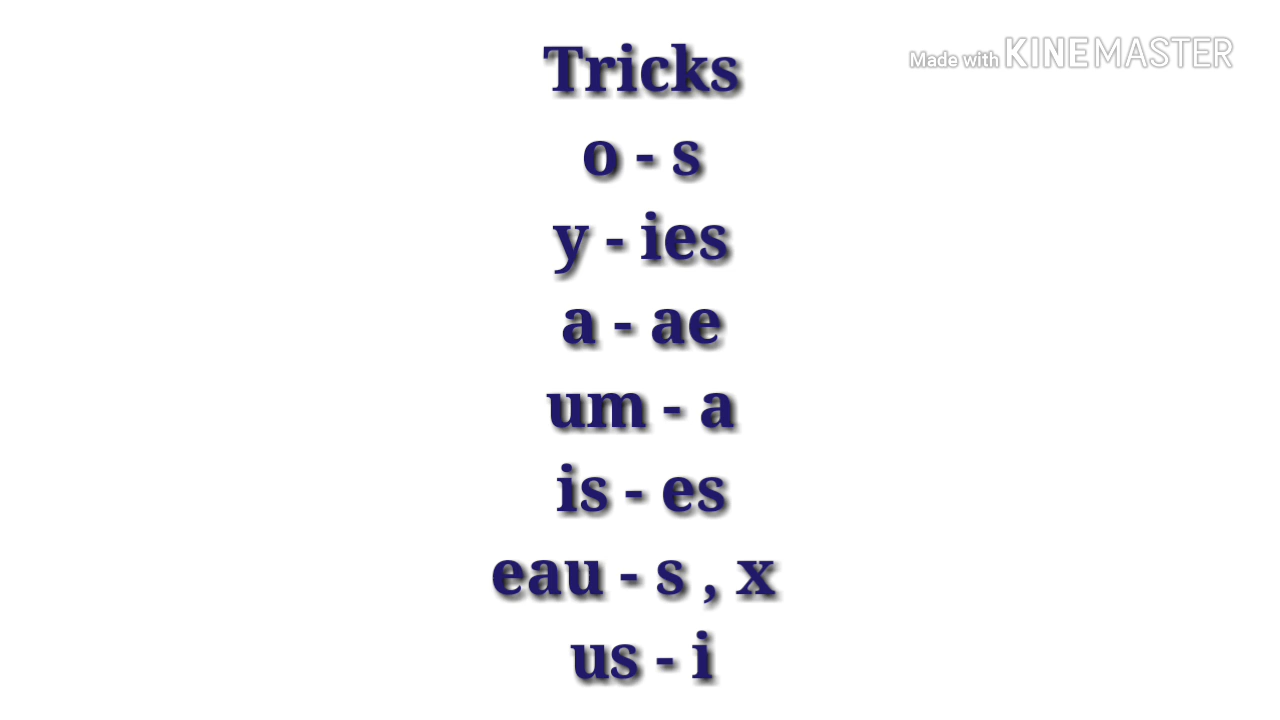 Made with KINEMASTER
Tricks
o - s
y - ies
a - ae
um - a
is - es
eau - s , x
us - i